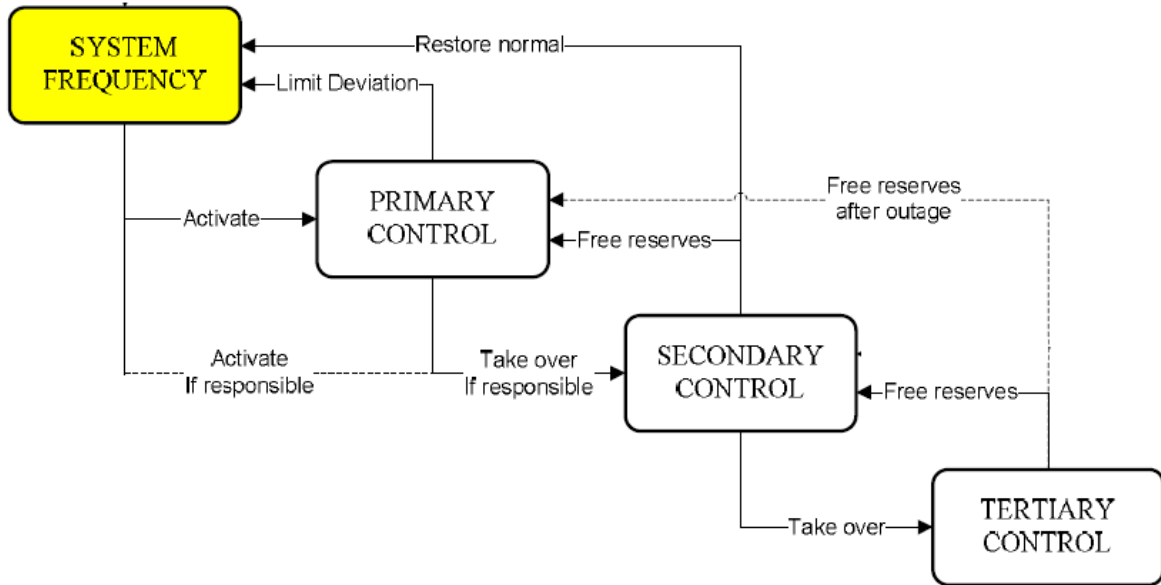 SYSTEM
FREQUENCY
Restore normal
Limit Deviation
PRIMARY
CONTROL
Activate
Free reserves
after outage
Free reserves
Activate
If responsible
Take over
If responsible
SECONDARY
CONTROL
Free reserves
Take over
TERTIARY
CONTROL